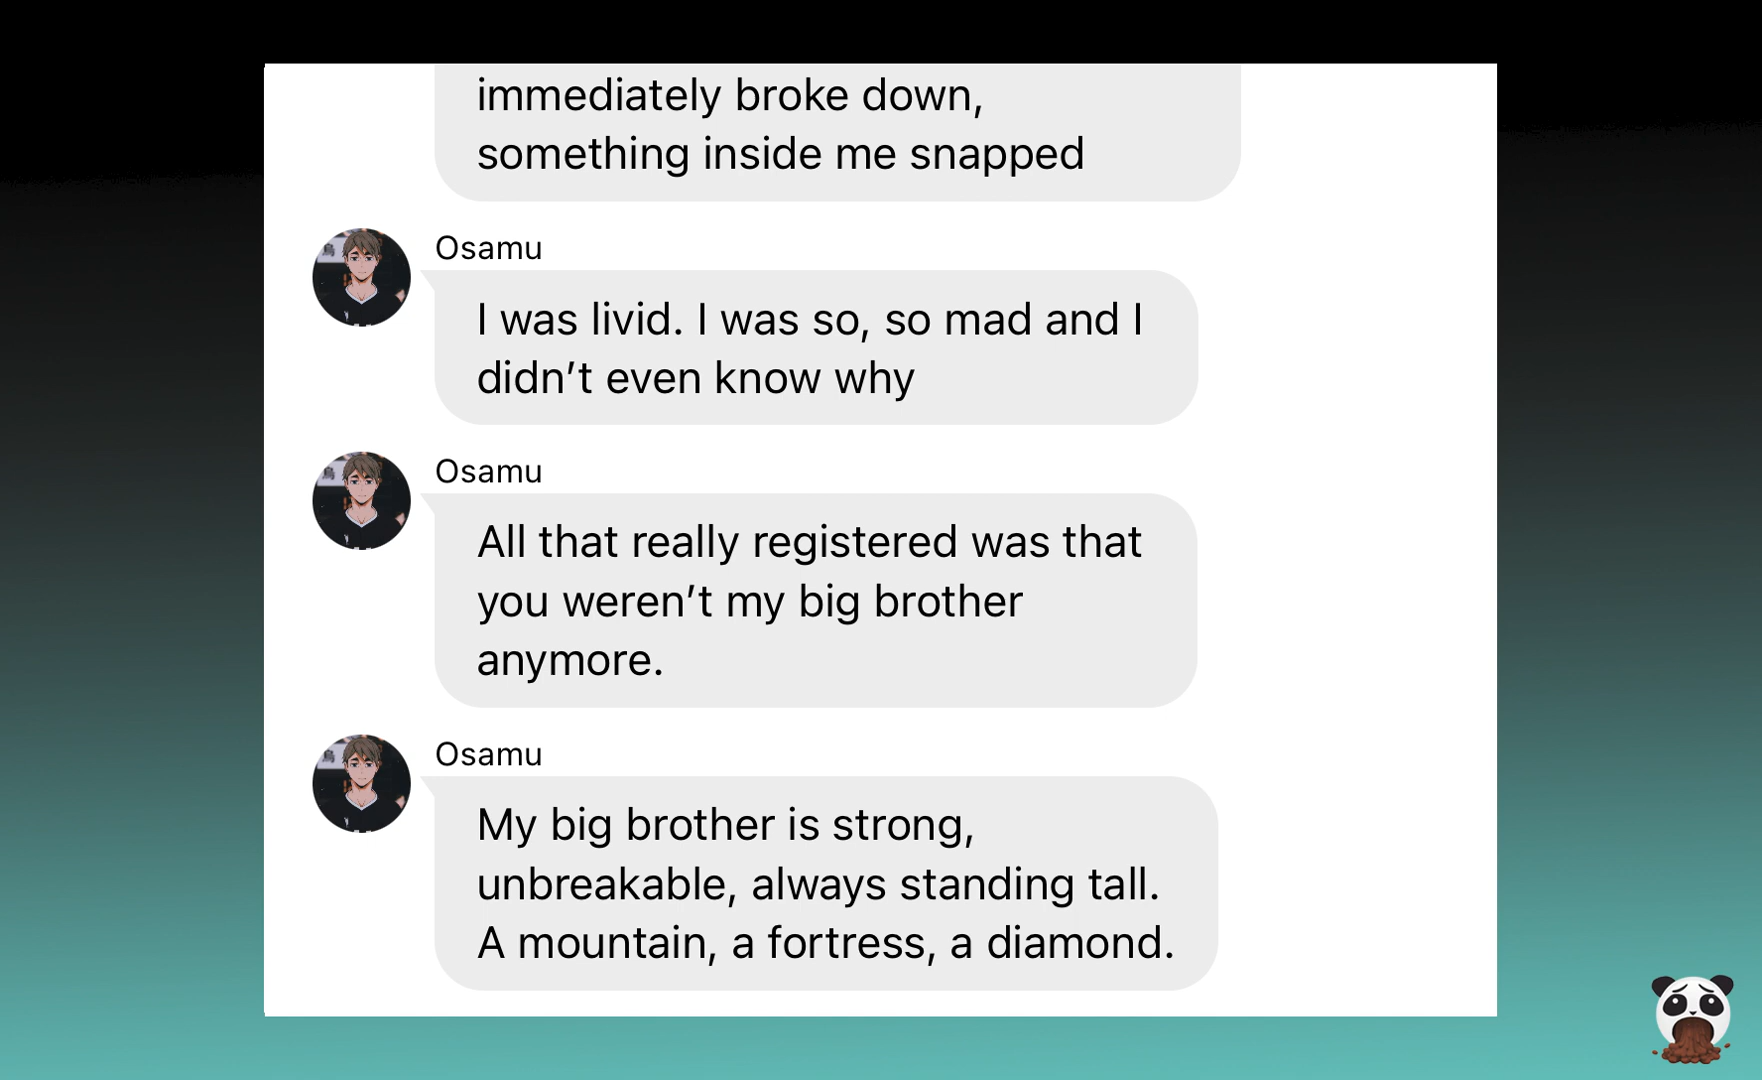 immediately broke down,
something inside me snapped
Osamu
I was livid. I was so, so mad and I
didn’t even know why
Osamu
All that really registered was that
you weren’t my big brother
anymore.
Osamu
My big brother is strong,
unbreakable, always standing tall.
A mountain, a fortress, a diamond.